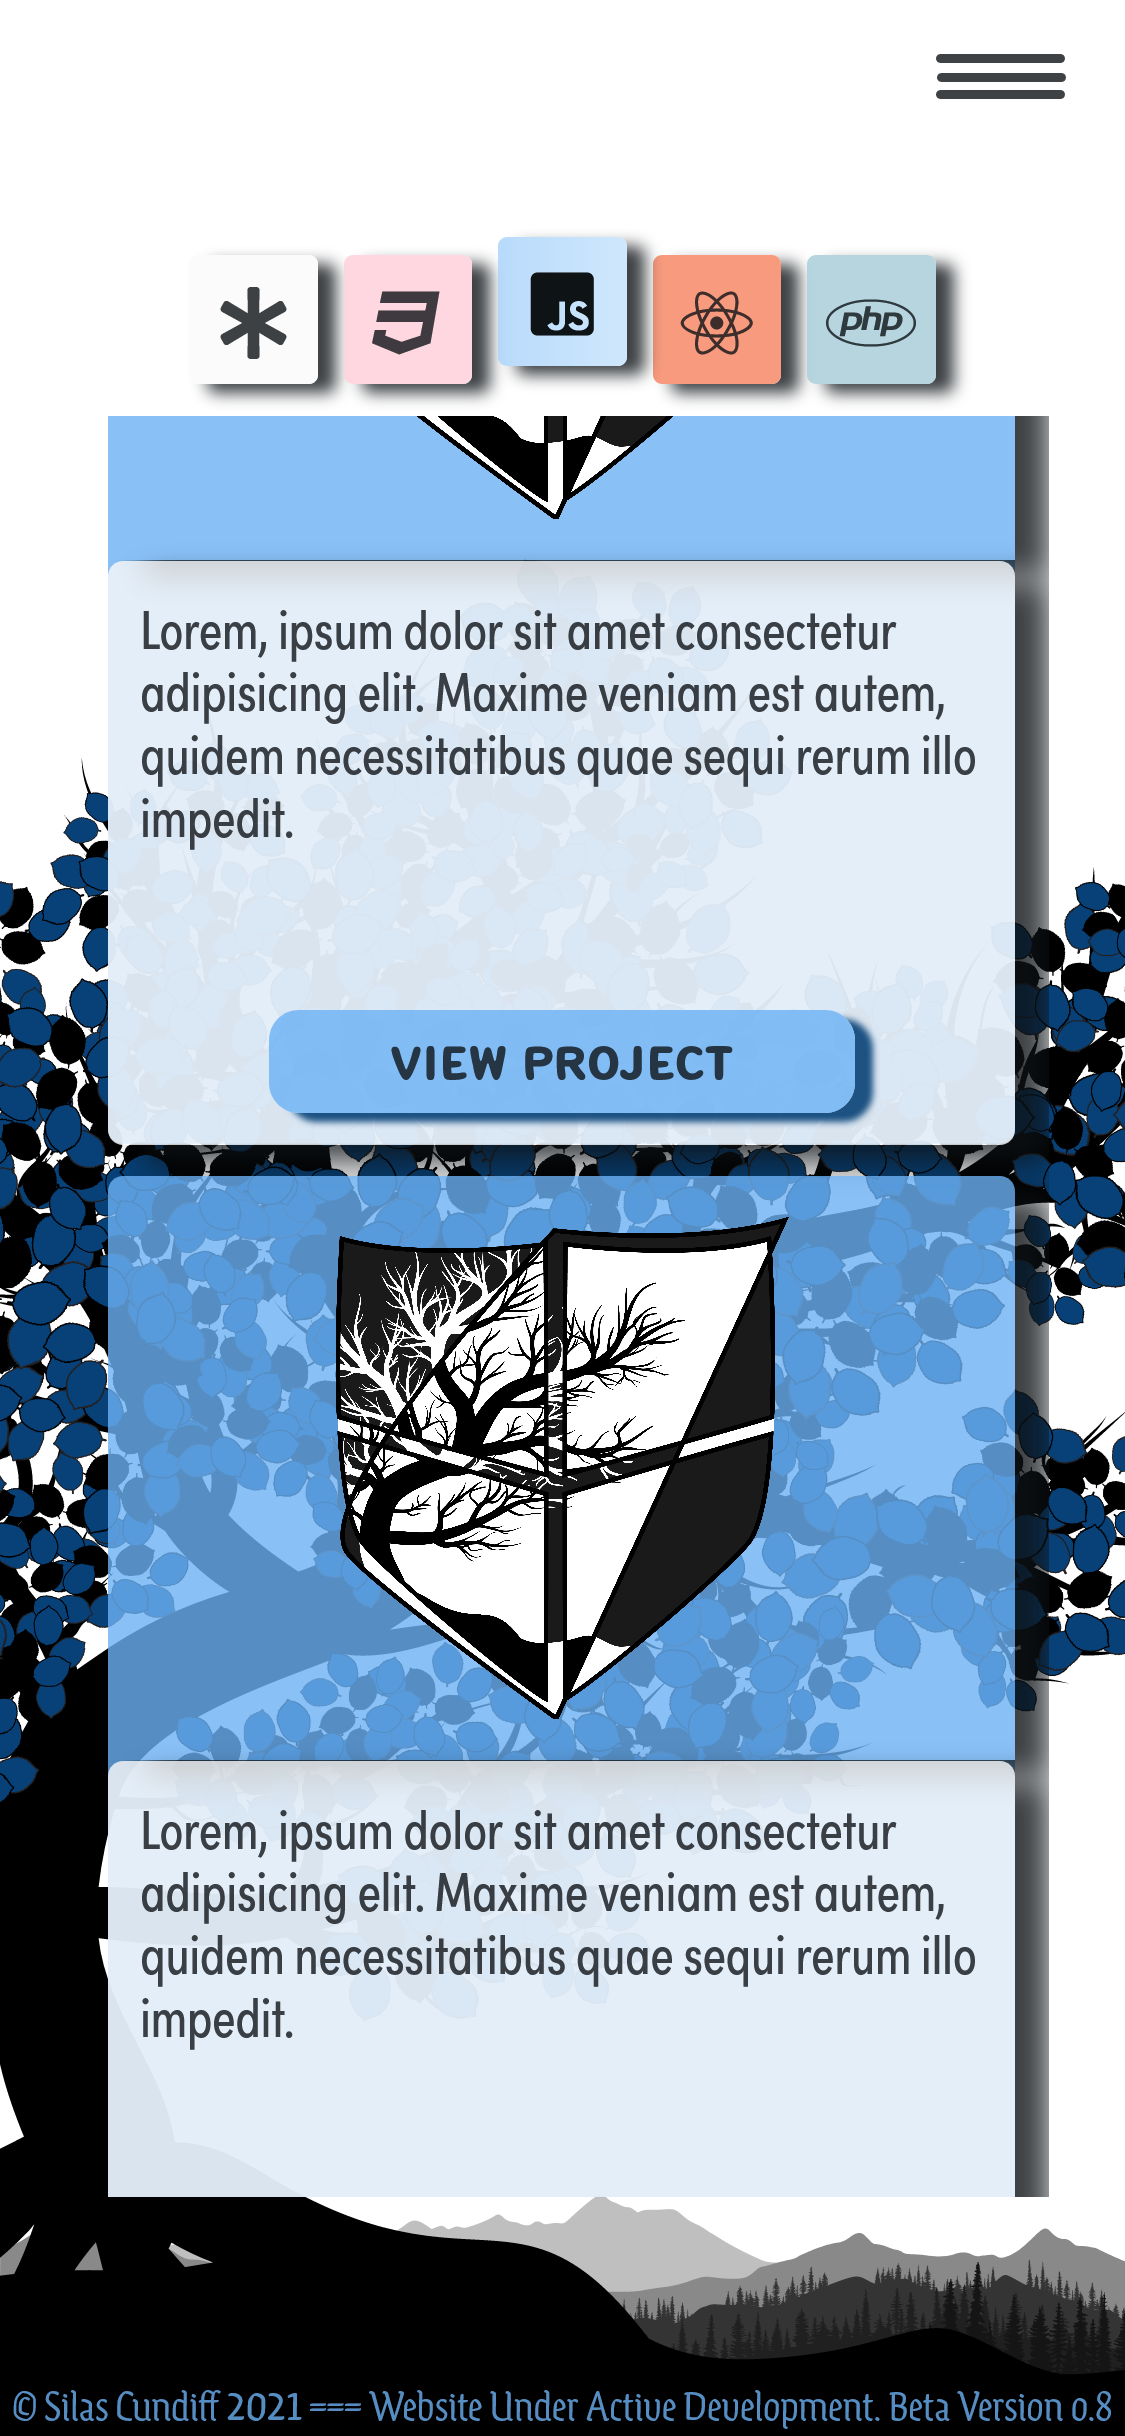 JS
php
Lorem, ipsum dolor sit amet consectetur
adipisicing elit. Maxime veniam est autem,
quidem necessitatibus quae sequi rerum illo
impedit.
VIEW PROJECT
Lorem, ipsum dolor sit amet consectetur
adipisicing elit. Maxime veniam est autem,
quidem necessitatibus quae sequi rerum illo
impedit.
© Silas Cundiff 2021 === Website Under Active Development. Beta Version 0.8